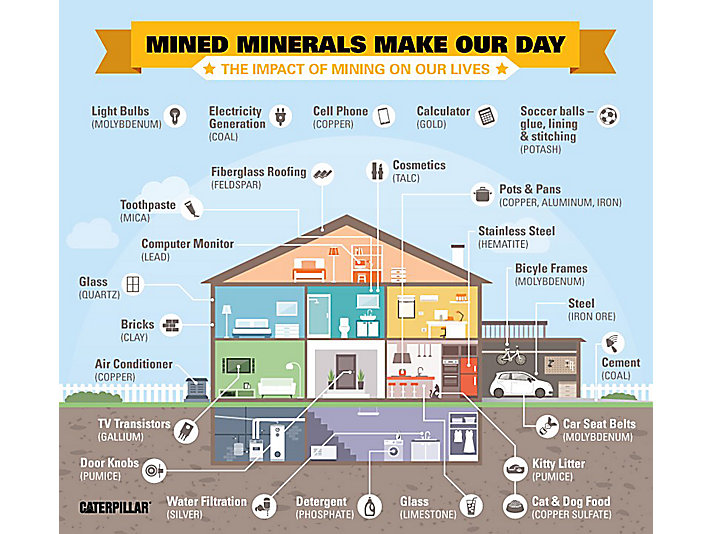 MINED MINERALS MAKE OUR DAY
THE IMPACT OF MINING ON OUR LIVES
Light Bulbs
(MOLYBDENUM)
Electricity
Generation
(COAL)
Cell Phone
(COPPER)
Calculator
(GOLD)
Soccer balls –
glue, lining
& stitching
(POTASH)
Fiberglass Roofing
(FELDSPAR)
Cosmetics
(TALC)
Pots & Pans
(COPPER, ALUMINUM, IRON)
Toothpaste
(MICA)
Stainless Steel
(HEMATITE)
Computer Monitor
(LEAD)
Bicyle Frames
(MOLYBDENUM)
Glass
(QUARTZ)
Steel
(IRON ORE)
Bricks
(CLAY)
Air Conditioner
(COPPER)
Cement
(COAL)
TV Transistors
(GALLIUM)
Car Seat Belts
(MOLYBDENUM)
Door Knobs
(PUMICE)
Kitty Litter
(PUMICE)
CATERPILLAR®
Water Filtration
(SILVER)
Detergent
(PHOSPHATE)
Glass
(LIMESTONE)
Cat & Dog Food
(COPPER SULFATE)